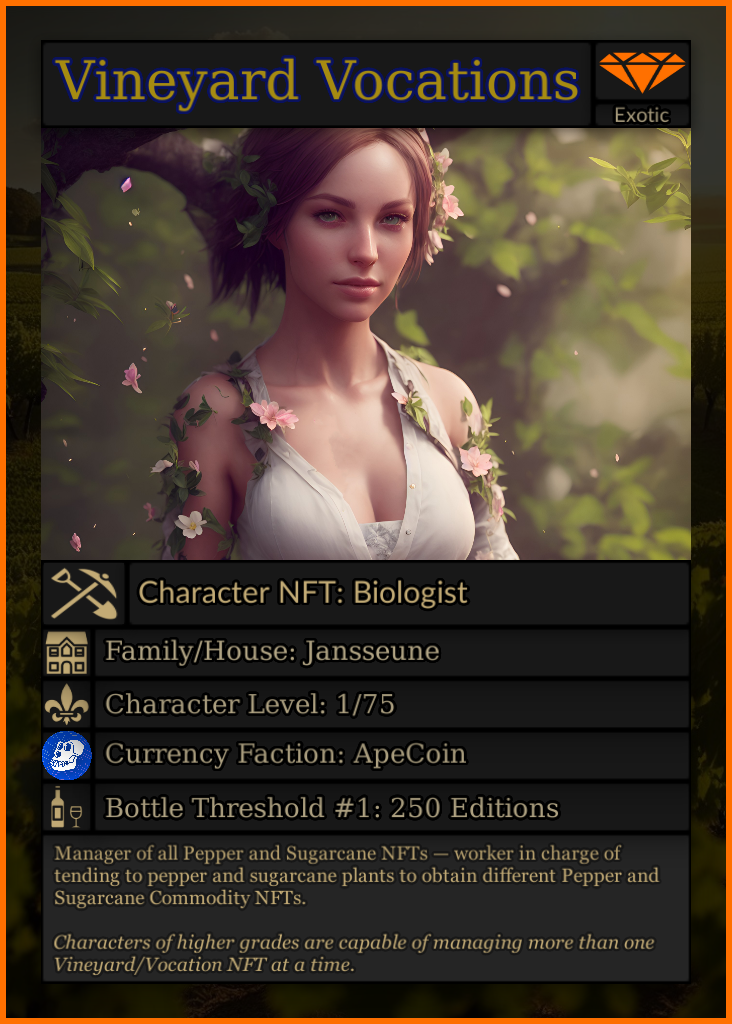 Vineyard Vocations
Exotic
Character NFT: Biologist
Family/House: Jansseune
Character Level: 1/75
Currency Faction: ApeCoin
Bottle Threshold #1: 250 Editions
Manager of all Pepper and Sugarcane NFTs — worker in charge of
tending to pepper and sugarcane plants to obtain different Pepper and
Sugarcane Commodity NFTs.
Characters of higher grades are capable of managing more than one
Vineyard/Vocation NFT at a time.